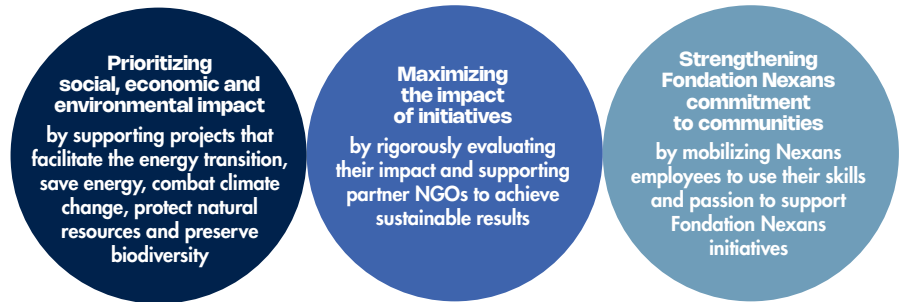 Prioritizing
social, economic and
environmental impact
by supporting projects that
facilitate the energy transition,
save energy, combat climate
change, protect natural
resources and preserve
biodiversity
Maximizing
the impact
of initiatives
by rigorously evaluating
their impact and supporting
partner NGOs to achieve
sustainable results
Strengthening
Fondation Nexans
commitment
to communities
by mobilizing Nexans
employees to use their skills
and passion to support
Fondation Nexans
initiatives